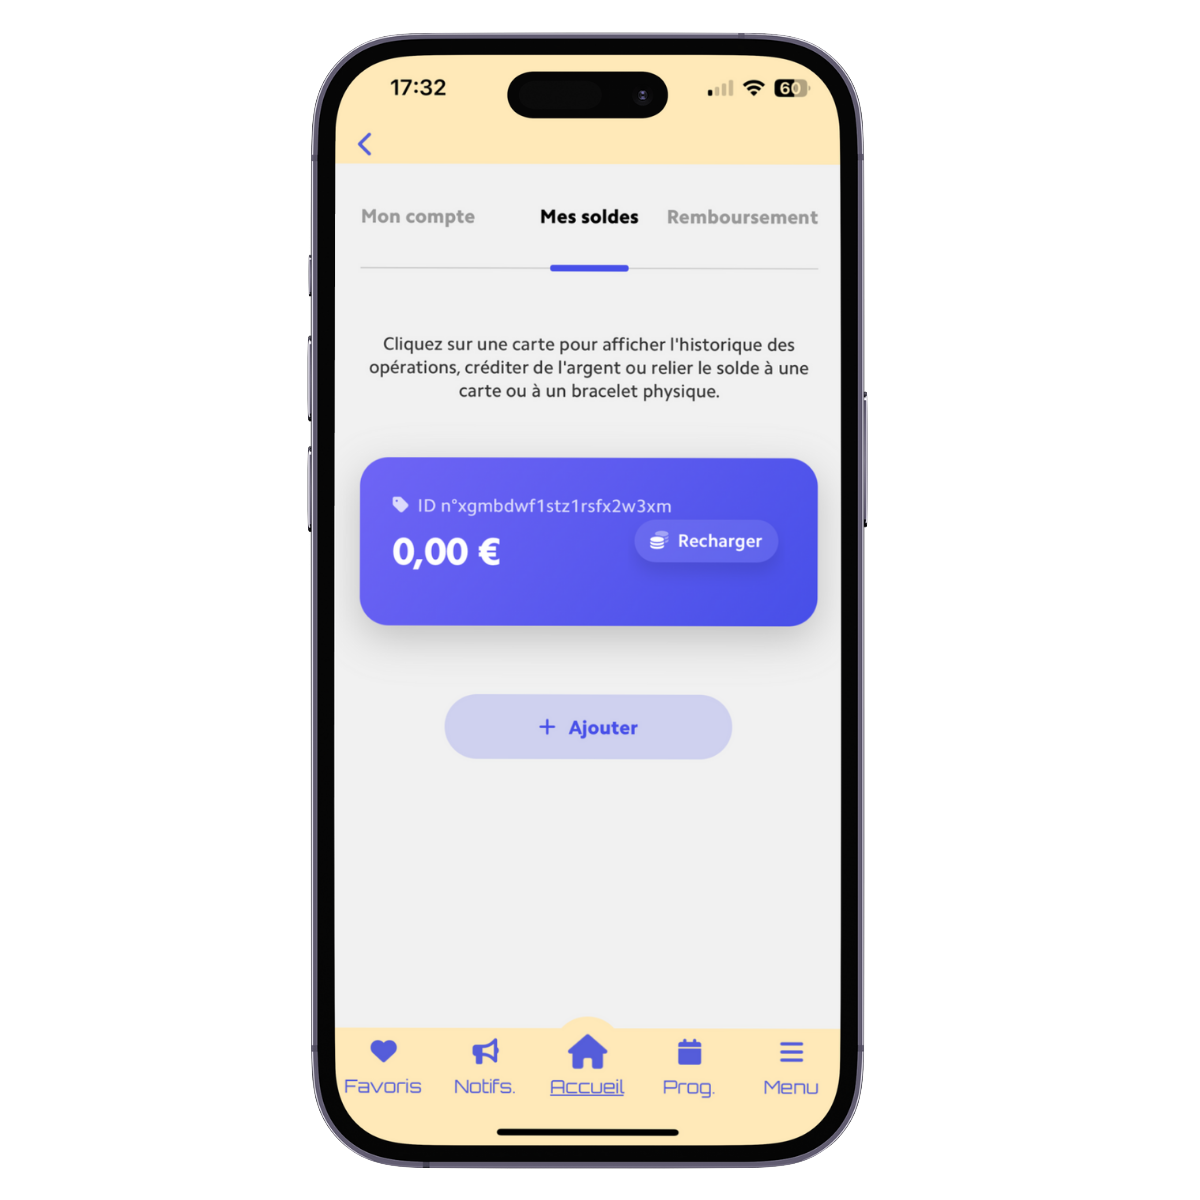 17:32
60
Mon compte
Mes soldes
Remboursement
Cliquez sur une carte pour afficher l'historique des
opérations, créditer de l'argent ou relier le solde à une
carte ou à un bracelet physique.
ID n°xgmbdwf1stz1rsfx2w3xm
0,00 €
Recharger
+ Ajouter
Favoris
Notifs.
Accueil
Prog.
Menu